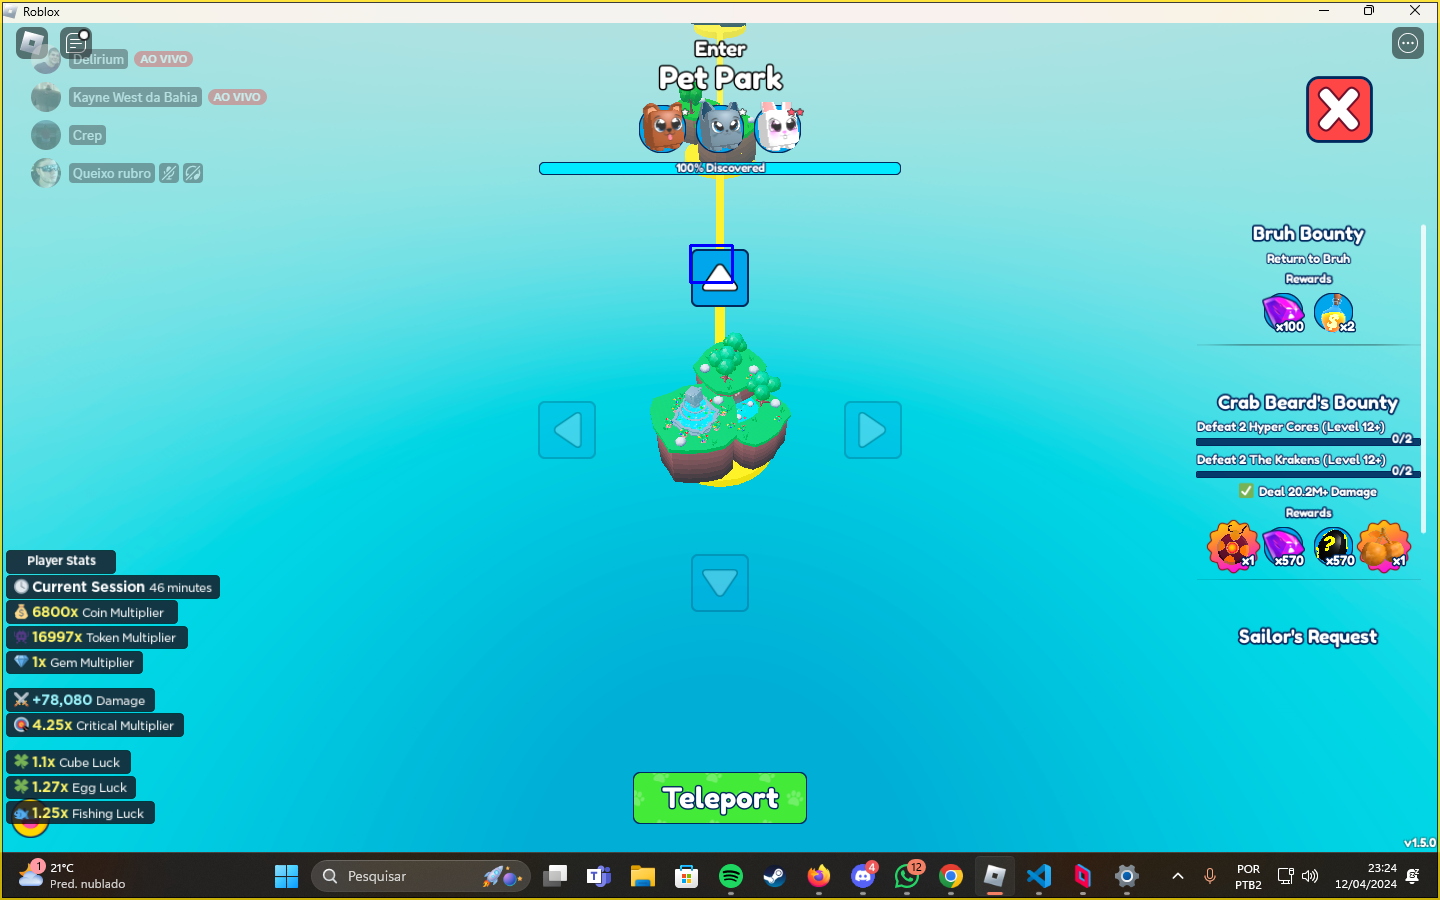 Roblox
Delirium AO VIVO
Kayne West da Bahia AO VIVO
Crep
Queixo rubro
Enter
Pet Park
100% Discovered
Bruh Bounty
Return to Bruh
Rewards
x100 x2
Crab Beard's Bounty
Defeat 2 Hyper Cores (Level 12+)
0/2
Defeat 2 The Krakens (Level 12+)
0/2
✅ Deal 20.2M+ Damage
Rewards
x1 x570 ? x570 x1
Sailor's Request
Player Stats
Current Session 46 minutes
6800x Coin Multiplier
16997x Token Multiplier
1x Gem Multiplier
+78,080 Damage
4.25x Critical Multiplier
1.1x Cube Luck
1.27x Egg Luck
1.25x Fishing Luck
Teleport
v1.5.0
1
21°C
Pred. nublado
Pesquisar
4
12
POR
PTB2
23:24
12/04/2024